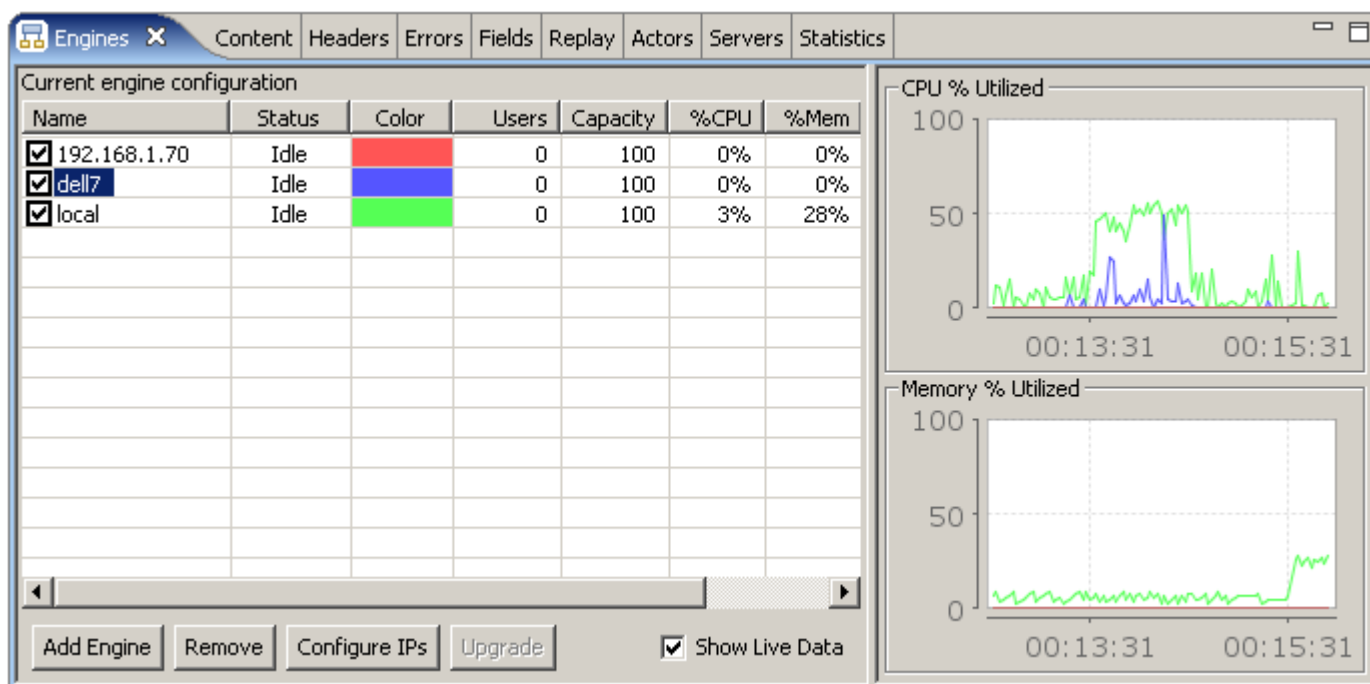 Engines Content Headers Errors Fields Replay Actors Servers Statistics
Current engine configuration
Name Status Color Users Capacity %CPU %Mem
192.168.1.70 Idle 0 100 0% 0%
dell7 Idle 0 100 0% 0%
local Idle 0 100 3% 28%
Add Engine Remove Configure IPs Upgrade Show Live Data
CPU % Utilized
100
50
0
00:13:31 00:15:31
Memory % Utilized
100
50
0
00:13:31 00:15:31